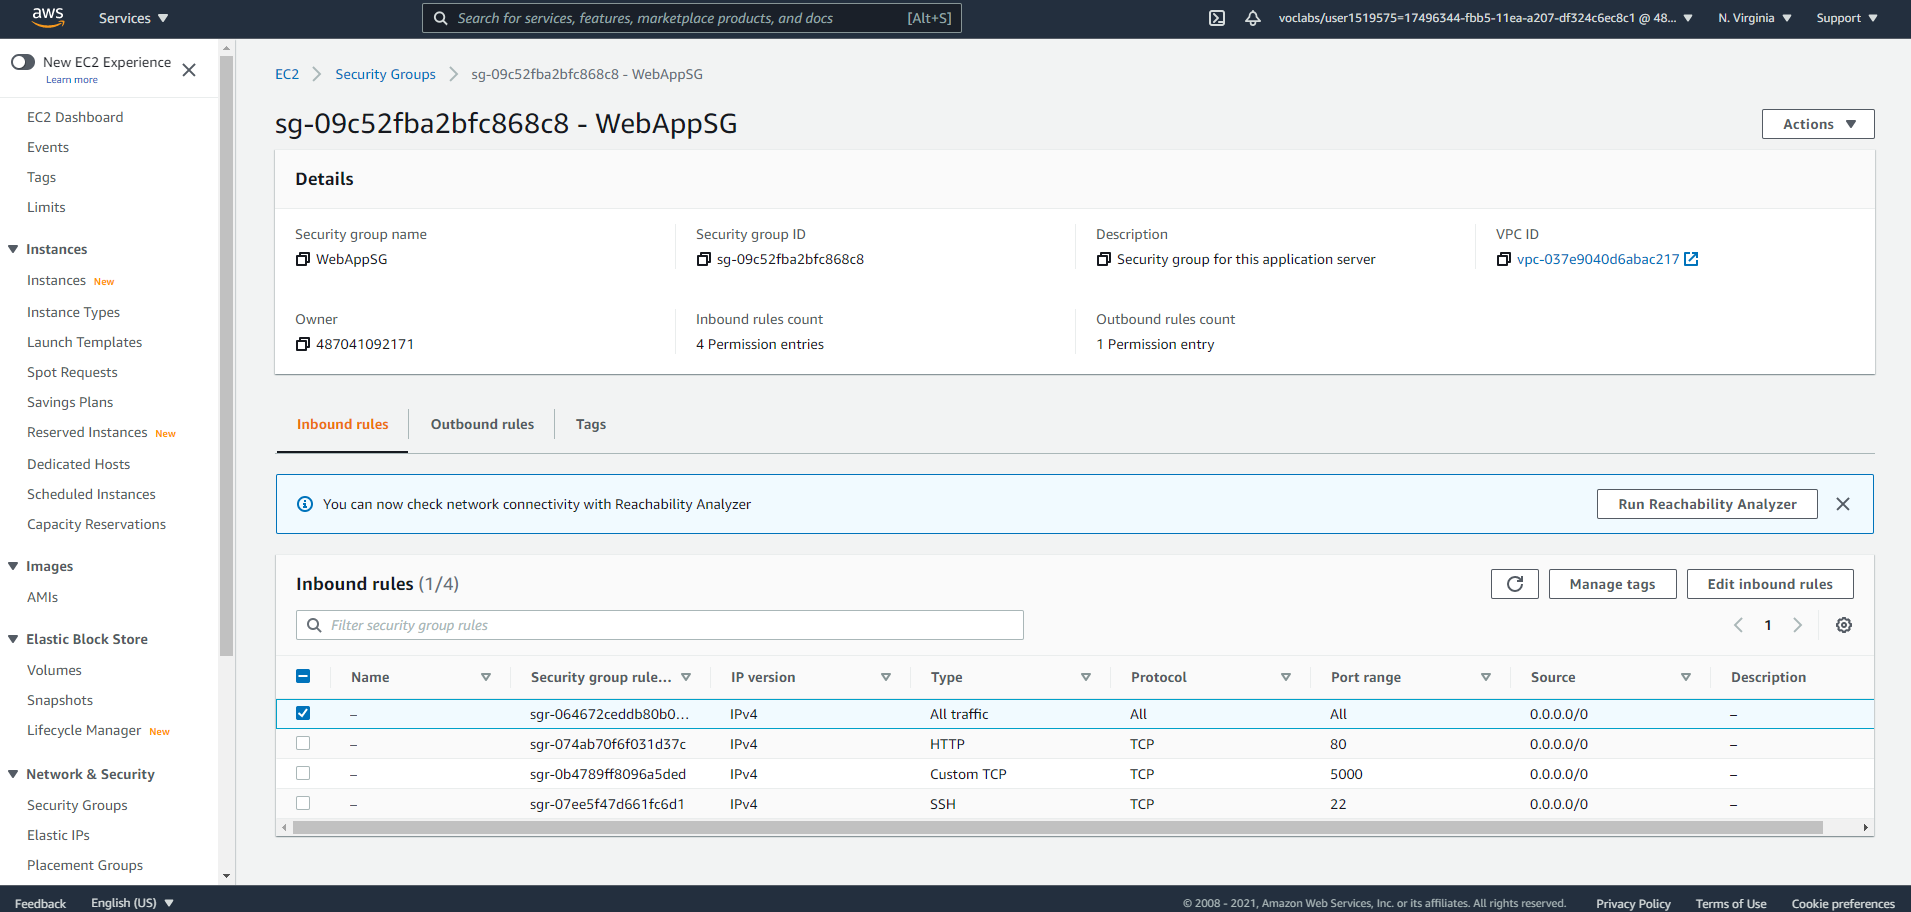 aws Services Search for services, features, marketplace products, and docs [Alt+S] voclabs/user1519575=17496344-fbb5-11ea-a207-df324c6ec8c1 @ 48... N. Virginia Support
New EC2 Experience
Learn more
EC2 Dashboard
Events
Tags
Limits
Instances
Instances New
Instance Types
Launch Templates
Spot Requests
Savings Plans
Reserved Instances New
Dedicated Hosts
Scheduled Instances
Capacity Reservations
Images
AMIs
Elastic Block Store
Volumes
Snapshots
Lifecycle Manager New
Network & Security
Security Groups
Elastic IPs
Placement Groups
EC2 Security Groups sg-09c52fba2bfc868c8 - WebAppSG
sg-09c52fba2bfc868c8 - WebAppSG Actions
Details
Security group name Security group ID Description VPC ID
WebAppSG sg-09c52fba2bfc868c8 Security group for this application server vpc-037e9040d6abac217
Owner Inbound rules count Outbound rules count
487041092171 4 Permission entries 1 Permission entry
Inbound rules Outbound rules Tags
You can now check network connectivity with Reachability Analyzer Run Reachability Analyzer
Inbound rules (1/4) Manage tags Edit inbound rules
Filter security group rules 1
Name Security group rule... IP version Type Protocol Port range Source Description
– sgr-064672ceddb80b0... IPv4 All traffic All All 0.0.0.0/0 –
– sgr-074ab70f6f031d37c IPv4 HTTP TCP 80 0.0.0.0/0 –
– sgr-0b4789ff8096a5ded IPv4 Custom TCP TCP 5000 0.0.0.0/0 –
– sgr-07ee5f47d661fc6d1 IPv4 SSH TCP 22 0.0.0.0/0 –
Feedback English (US) © 2008 - 2021, Amazon Web Services, Inc. or its affiliates. All rights reserved. Privacy Policy Terms of Use Cookie preferences